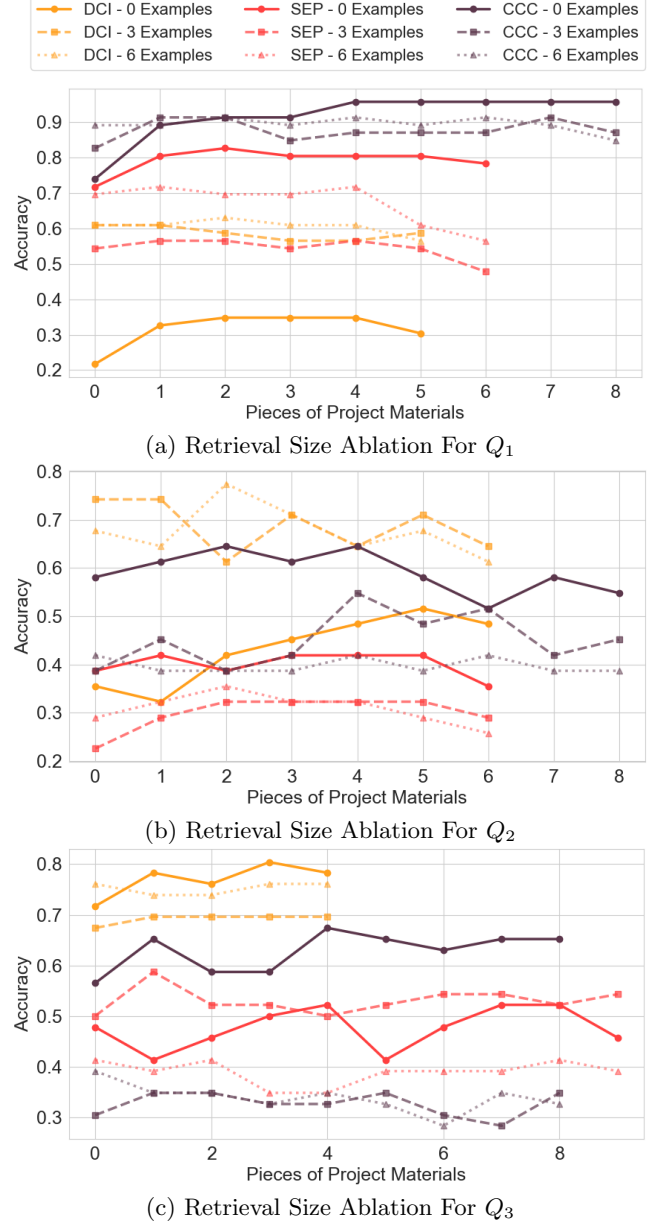 DCI - 0 Examples SEP - 0 Examples CCC - 0 Examples
DCI - 3 Examples SEP - 3 Examples CCC - 3 Examples
DCI - 6 Examples SEP - 6 Examples CCC - 6 Examples
0.9
0.8
0.7
0.6
0.5
0.4
0.3
0.2
Accuracy
0 1 2 3 4 5 6 7 8
Pieces of Project Materials
(a) Retrieval Size Ablation For Q₁
0.8
0.7
0.6
0.5
0.4
0.3
0.2
Accuracy
0 1 2 3 4 5 6 7 8
Pieces of Project Materials
(b) Retrieval Size Ablation For Q₂
0.8
0.7
0.6
0.5
0.4
0.3
Accuracy
0 2 4 6 8
Pieces of Project Materials
(c) Retrieval Size Ablation For Q₃